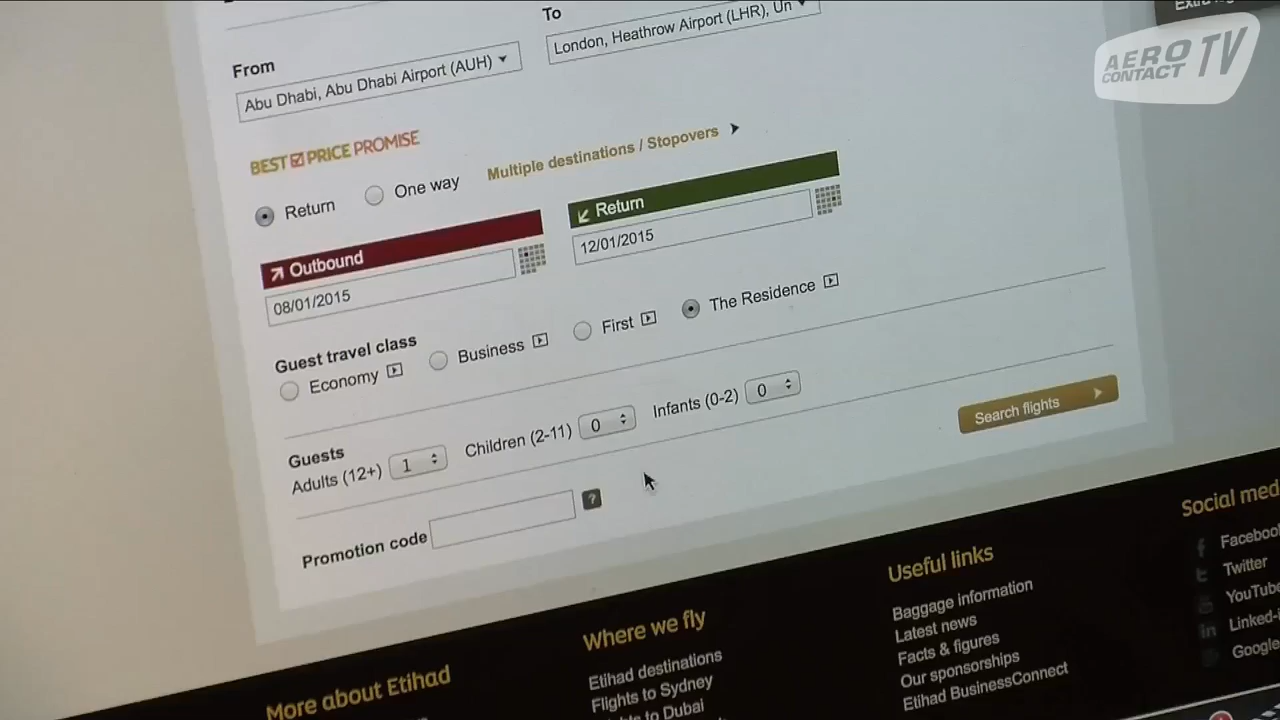 To
From
London, Heathrow Airport (LHR), Un
Abu Dhabi, Abu Dhabi Airport (AUH)
AERO
CONTACT TV
BEST PRICE PROMISE
Multiple destinations / Stopovers
Return
One way
Outbound
Return
08/01/2015
12/01/2015
Guest travel class
Economy
Business
First
The Residence
Guests
Adults (12+) 1
Children (2-11) 0
Infants (0-2) 0
Search flights
Promotion code
?
More about Etihad
Where we fly
Etihad destinations
Flights to Sydney
to Dubai
Useful links
Baggage information
Latest news
Facts & figures
Our sponsorships
Etihad BusinessConnect
Social med
Facebook
Twitter
YouTube
Linked-i
Google